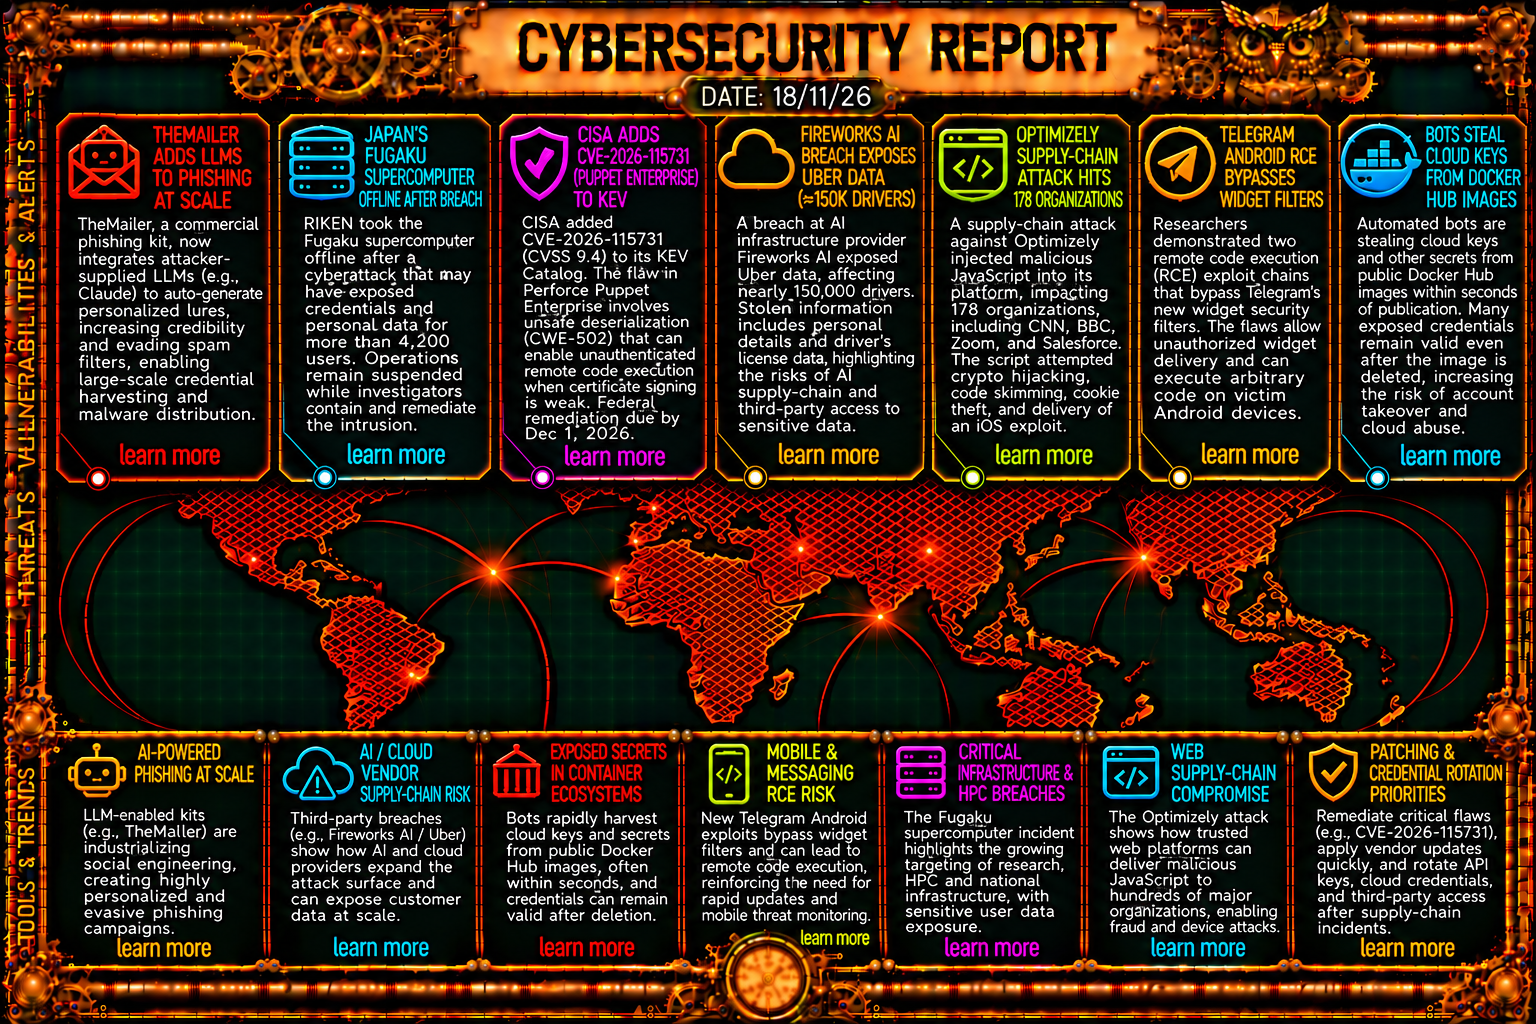 CYBERSECURITY REPORT
DATE: 18/11/26
THREATS VULNERABILITIES & ALERTS
THEMAILER
ADDS LLMS
TO PHISHING
AT SCALE
TheMailer, a commercial
phishing kit, now
integrates attacker-
supplied LLMs (e.g.,
Claude) to auto-generate
personalized lures,
increasing credibility
and evading spam
filters, enabling
large-scale credential
harvesting and
malware distribution.
learn more
JAPAN'S
FUGAKU
SUPERCOMPUTER
OFFLINE AFTER BREACH
RIKEN took the
Fugaku supercomputer
offline after a
cyberattack that may
have exposed
credentials and
personal data for
more than 4,200
users. Operations
remain suspended
while investigators
contain and remediate
the intrusion.
learn more
CISA ADDS
CVE-2026-115731
(PUPPET ENTERPRISE)
TO KEV
CISA added
CVE-2026-115731
(CVSS 9.4) to its KEV
Catalog. The flaw in
Perforce Puppet
Enterprise involves
unsafe deserialization
(CWE-502) that can
enable unauthenticated
remote code execution
when certificate signing
is weak. Federal
remediation due by
Dec 1, 2026.
learn more
FIREWORKS AI
BREACH EXPOSES
UBER DATA
(≈150K DRIVERS)
A breach at AI
infrastructure provider
Fireworks AI exposed
Uber data, affecting
nearly 150,000 drivers.
Stolen information
includes personal
details and driver's
license data, highlighting
the risks of AI
supply-chain and
third-party access to
sensitive data.
learn more
OPTIMIZELY
SUPPLY-CHAIN
ATTACK HITS
178 ORGANIZATIONS
A supply-chain attack
against Optimizely
injected malicious
JavaScript into its
platform, impacting
178 organizations,
including CNN, BBC,
Zoom, and Salesforce.
The script attempted
crypto hijacking,
code skimming, cookie
theft, and delivery of
an iOS exploit.
learn more
TELEGRAM
ANDROID RCE
BYPASSES
WIDGET FILTERS
Researchers
demonstrated two
remote code execution
(RCE) exploit chains
that bypass Telegram's
new widget security
filters. The flaws allow
unauthorized widget
delivery and can
execute arbitrary
code on victim
Android devices.
learn more
BOTS STEAL
CLOUD KEYS
FROM DOCKER
HUB IMAGES
Automated bots are
stealing cloud keys
and other secrets from
public Docker Hub
images within seconds
of publication. Many
exposed credentials
remain valid even
after the image is
deleted, increasing
the risk of account
takeover and
cloud abuse.
learn more
TOOLS & TRENDS
AI-POWERED
PHISHING AT SCALE
LLM-enabled kits
(e.g., TheMaller) are
industrializing
social engineering,
creating highly
personalized and
evasive phishing
campaigns.
learn more
AI / CLOUD
VENDOR
SUPPLY-CHAIN RISK
Third-party breaches
(e.g., Fireworks AI / Uber)
show how AI and cloud
providers expand the
attack surface and
can expose customer
data at scale.
learn more
EXPOSED SECRETS
IN CONTAINER
ECOSYSTEMS
Bots rapidly harvest
cloud keys and secrets
from public Docker
Hub images, often
within seconds, and
credentials can remain
valid after deletion.
learn more
MOBILE &
MESSAGING
RCE RISK
New Telegram Android
exploits bypass widget
filters and can lead to
remote code execution,
reinforcing the need for
rapid updates and
mobile threat monitoring.
learn more
CRITICAL
INFRASTRUCTURE &
HPC BREACHES
The Fugaku
supercomputer incident
highlights the growing
targeting of research,
HPC and national
infrastructure, with
sensitive user data
exposure.
learn more
WEB
SUPPLY-CHAIN
COMPROMISE
The Optimizely attack
shows how trusted
web platforms can
deliver malicious
JavaScript to
hundreds of major
organizations, enabling
fraud and device attacks.
learn more
PATCHING &
CREDENTIAL ROTATION
PRIORITIES
Remediate critical flaws
(e.g., CVE-2026-115731),
apply vendor updates
quickly, and rotate API
keys, cloud credentials,
and third-party access
after supply-chain
incidents.
learn more